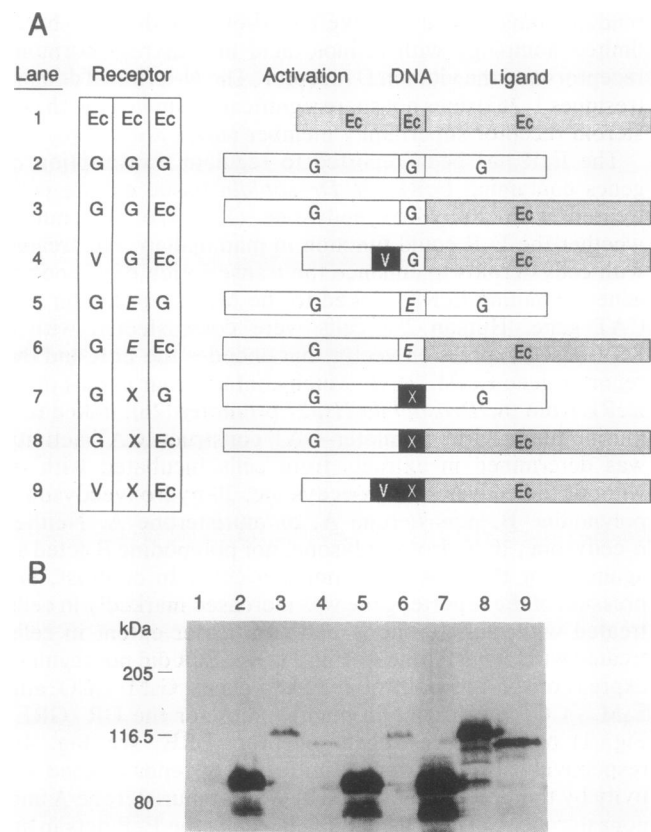 A
Lane Receptor Activation DNA Ligand
1 Ec Ec Ec Ec Ec Ec
2 G G G G G G
3 G G Ec G G Ec
4 V G Ec V G Ec
5 G E G G E G
6 G E Ec G E Ec
7 G X G G X G
8 G X Ec G X Ec
9 V X Ec V X Ec
B
1 2 3 4 5 6 7 8 9
kDa
205
116.5
80